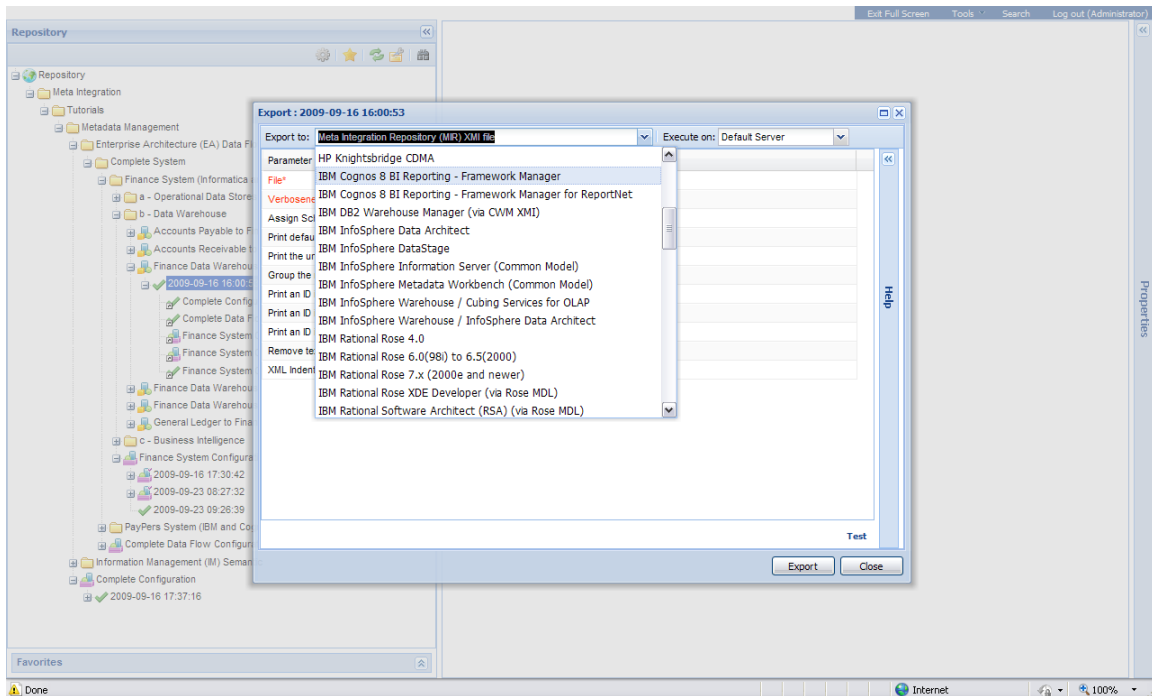 Exit Full Screen Tools Search Log out (Administrator)
Repository
Repository
Meta Integration
Tutorials
Metadata Management
Enterprise Architecture (EA) Data Fl
Complete System
Finance System (Informatica a
a - Operational Data Store
b - Data Warehouse
Accounts Payable to F
Accounts Receivable t
Finance Data Warehou
2009-09-16 16:00:5
Complete Config
Complete Data F
Finance System
Finance System
Finance System
Finance Data Warehou
Finance Data Warehou
General Ledger to Fina
c - Business Intelligence
Finance System Configura
2009-09-16 17:30:42
2009-09-23 08:27:32
2009-09-23 09:26:39
PayPers System (IBM and Co
Complete Data Flow Configur
Information Management (IM) Seman
Complete Configuration
2009-09-16 17:37:16
Favorites
Export : 2009-09-16 16:00:53
Export to: Meta Integration Repository (MIR) XMI file Execute on: Default Server
Parameter
File*
Verbosene
Assign Sch
Print defau
Print the ur
Group the
Print an ID
Print an ID
Print an ID
Remove te
XML Indent
HP Knightsbridge CDMA
IBM Cognos 8 BI Reporting - Framework Manager
IBM Cognos 8 BI Reporting - Framework Manager for ReportNet
IBM DB2 Warehouse Manager (via CWM XMI)
IBM InfoSphere Data Architect
IBM InfoSphere DataStage
IBM InfoSphere Information Server (Common Model)
IBM InfoSphere Metadata Workbench (Common Model)
IBM InfoSphere Warehouse / Cubing Services for OLAP
IBM InfoSphere Warehouse / InfoSphere Data Architect
IBM Rational Rose 4.0
IBM Rational Rose 6.0(98i) to 6.5(2000)
IBM Rational Rose 7.x (2000e and newer)
IBM Rational Rose XDE Developer (via Rose MDL)
IBM Rational Software Architect (RSA) (via Rose MDL)
Help
Test
Export Close
Properties
Done Internet 100%